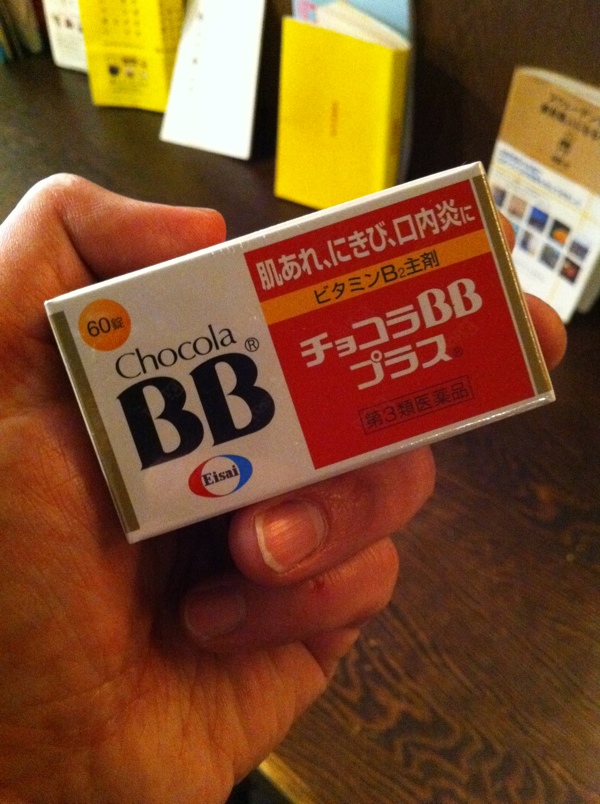 60錠
Chocola®
BB
Eisai
肌あれ、にきび、口内炎に
ビタミンB₂主剤
チョコラBB
プラス®
第3類医薬品